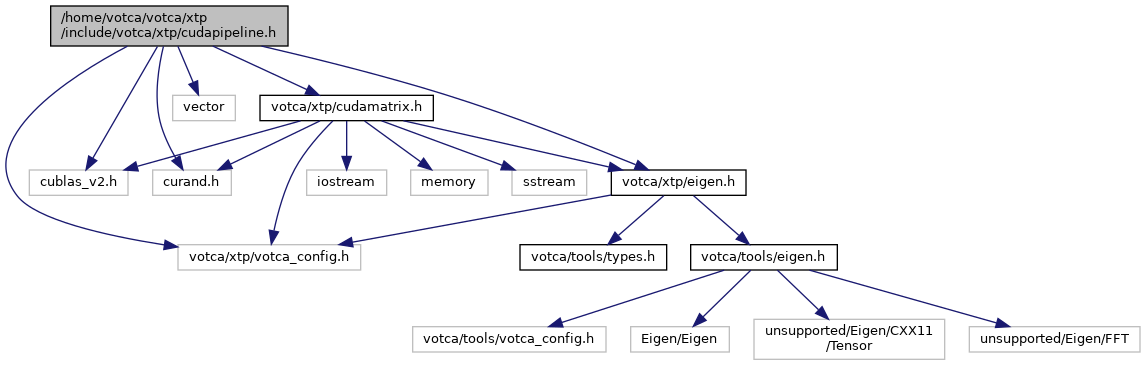 /home/votca/votca/xtp
/include/votca/xtp/cudapipeline.h
vector
votca/xtp/cudamatrix.h
cublas_v2.h
curand.h
iostream
memory
sstream
votca/xtp/eigen.h
votca/xtp/votca_config.h
votca/tools/types.h
votca/tools/eigen.h
votca/tools/votca_config.h
Eigen/Eigen
unsupported/Eigen/CXX11
/Tensor
unsupported/Eigen/FFT